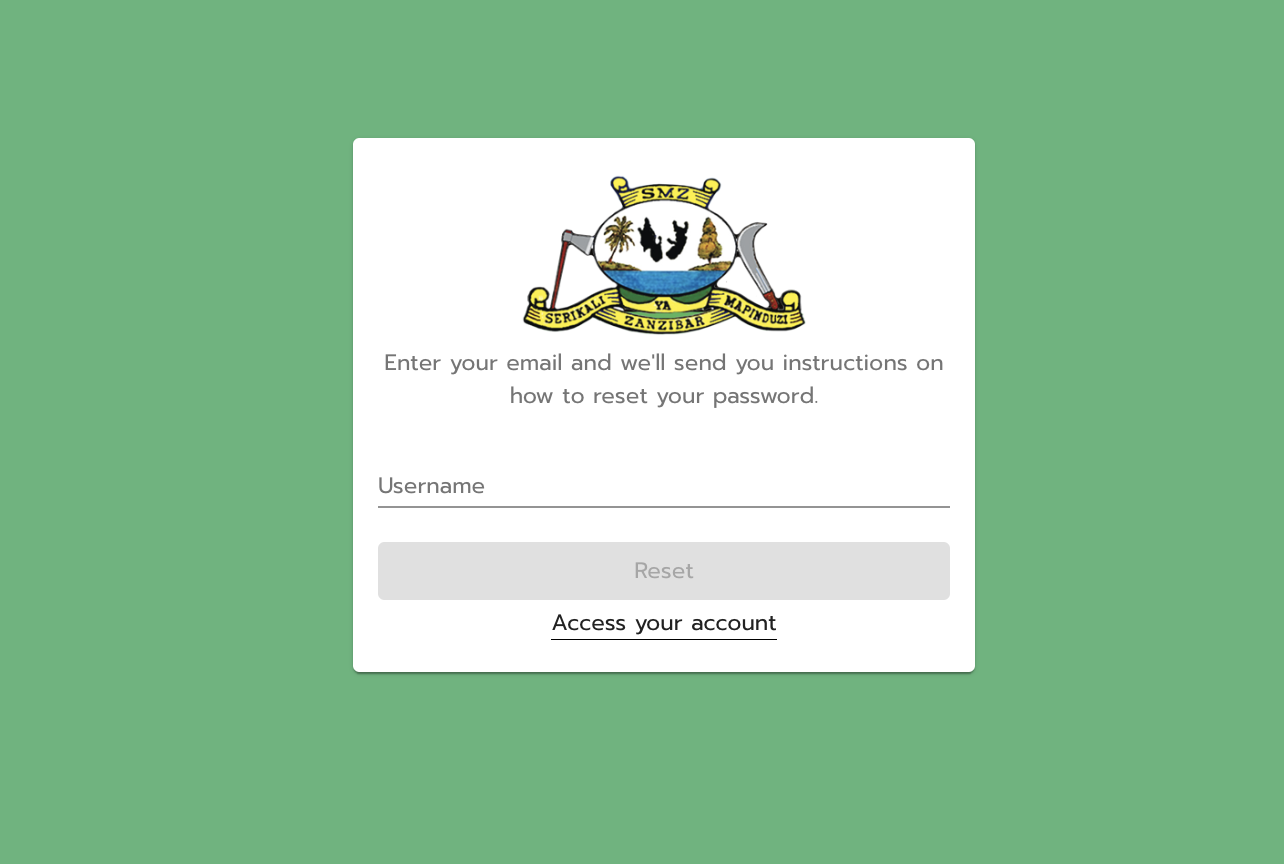 SMZ
SERIKALI YA MAPINDUZI
ZANZIBAR
Enter your email and we'll send you instructions on
how to reset your password.
Username
Reset
Access your account